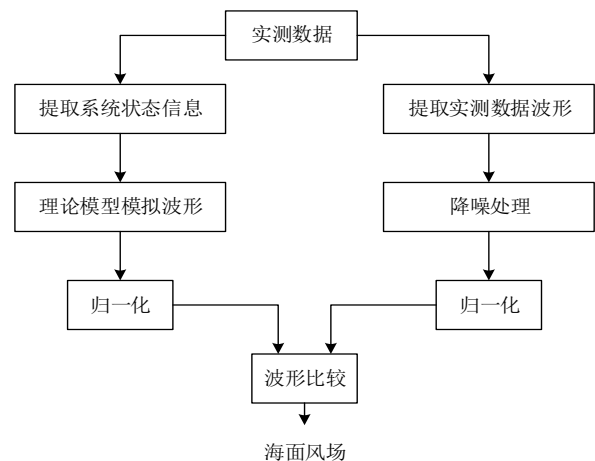 实测数据
提取系统状态信息
提取实测数据波形
理论模型模拟波形
降噪处理
归一化
归一化
波形比较
海面风场